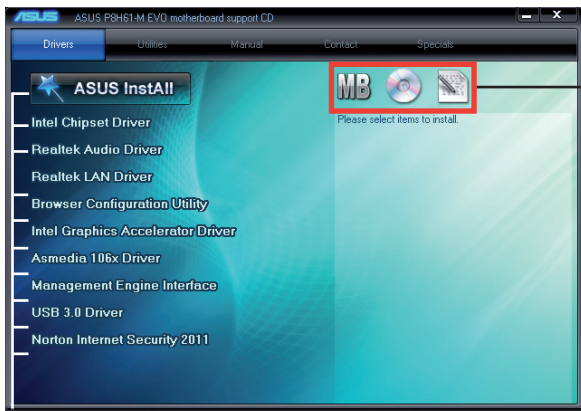 ASUS ASUS P8H61-M EVO motherboard support CD
Drivers Utilities Manual Contact Specials
ASUS InstAll
MB
Please select items to install.
Intel Chipset Driver
Realtek Audio Driver
Realtek LAN Driver
Browser Configuration Utility
Intel Graphics Accelerator Driver
Asmedia 106x Driver
Management Engine Interface
USB 3.0 Driver
Norton Internet Security 2011